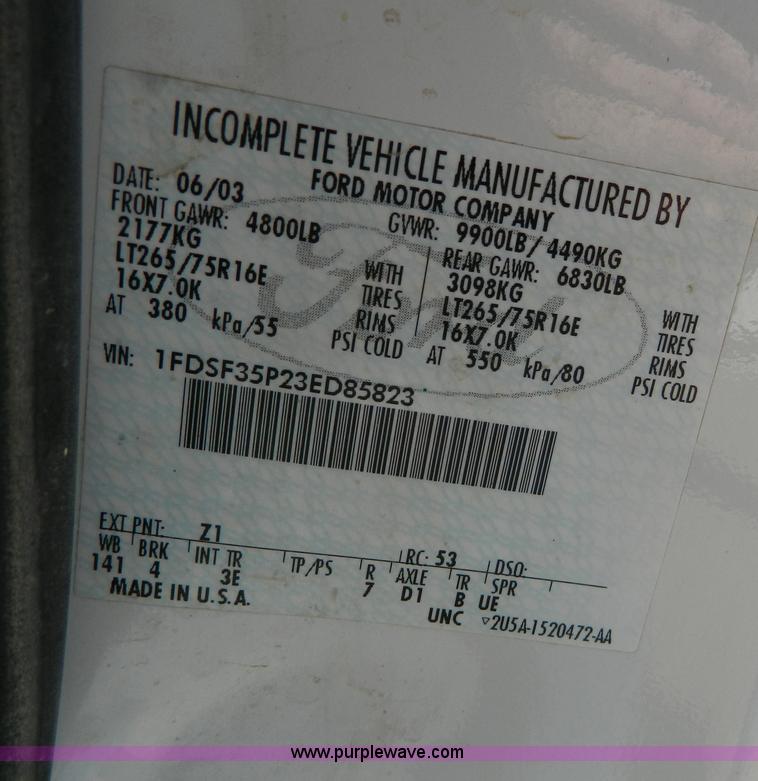 INCOMPLETE VEHICLE MANUFACTURED BY
FORD MOTOR COMPANY
DATE: 06/03 GVWR: 9900LB/ 4490KG
FRONT GAWR: 4800LB REAR GAWR: 6830LB
2177KG WITH 3098KG WITH
LT265/75R16E TIRES LT265/75R16E TIRES
16X7.0K RIMS 16X7.0K RIMS
AT 380 kPa/55 PSI COLD AT 550 kPa/80 PSI COLD
VIN: 1FDSF35P23ED85823
Ford
EXT PNT: Z1 RC: 53 DSO:
WB BRK INT TR TP/PS R AXLE TR SPR
141 4 3E 7 D1 B UE
MADE IN U.S.A. UNC ▽2U5A-1520472-AA
www.purplewave.com